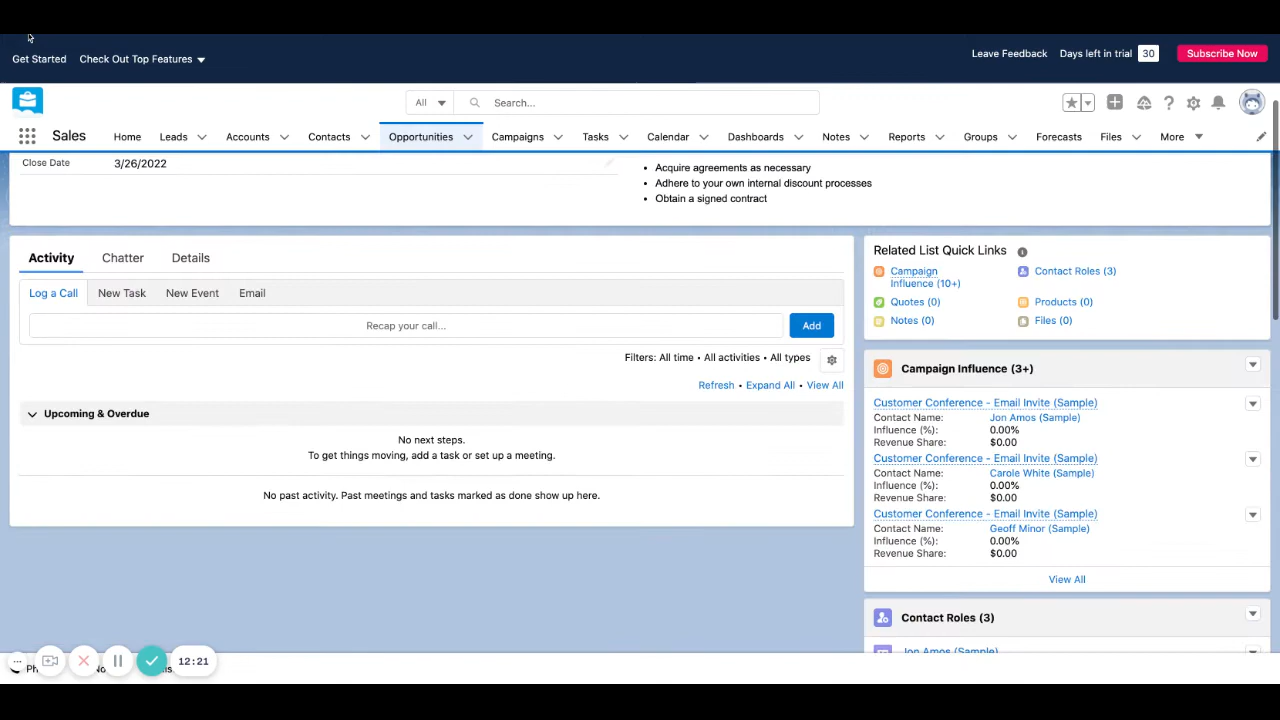 Get Started
Check Out Top Features
Leave Feedback
Days left in trial
30
Subscribe Now
All
Search...
Sales
Home
Leads
Accounts
Contacts
Opportunities
Campaigns
Tasks
Calendar
Dashboards
Notes
Reports
Groups
Forecasts
Files
More
Close Date
3/26/2022
• Acquire agreements as necessary
• Adhere to your own internal discount processes
• Obtain a signed contract
Activity
Chatter
Details
Log a Call
New Task
New Event
Email
Recap your call...
Add
Filters: All time • All activities • All types
Refresh • Expand All • View All
Upcoming & Overdue
No next steps.
To get things moving, add a task or set up a meeting.
No past activity. Past meetings and tasks marked as done show up here.
Related List Quick Links
Campaign
Influence (10+)
Contact Roles (3)
Quotes (0)
Products (0)
Notes (0)
Files (0)
Campaign Influence (3+)
Customer Conference - Email Invite (Sample)
Contact Name: Jon Amos (Sample)
Influence (%): 0.00%
Revenue Share: $0.00
Customer Conference - Email Invite (Sample)
Contact Name: Carole White (Sample)
Influence (%): 0.00%
Revenue Share: $0.00
Customer Conference - Email Invite (Sample)
Contact Name: Geoff Minor (Sample)
Influence (%): 0.00%
Revenue Share: $0.00
View All
Contact Roles (3)
Jon Amos (Sample)
12:21